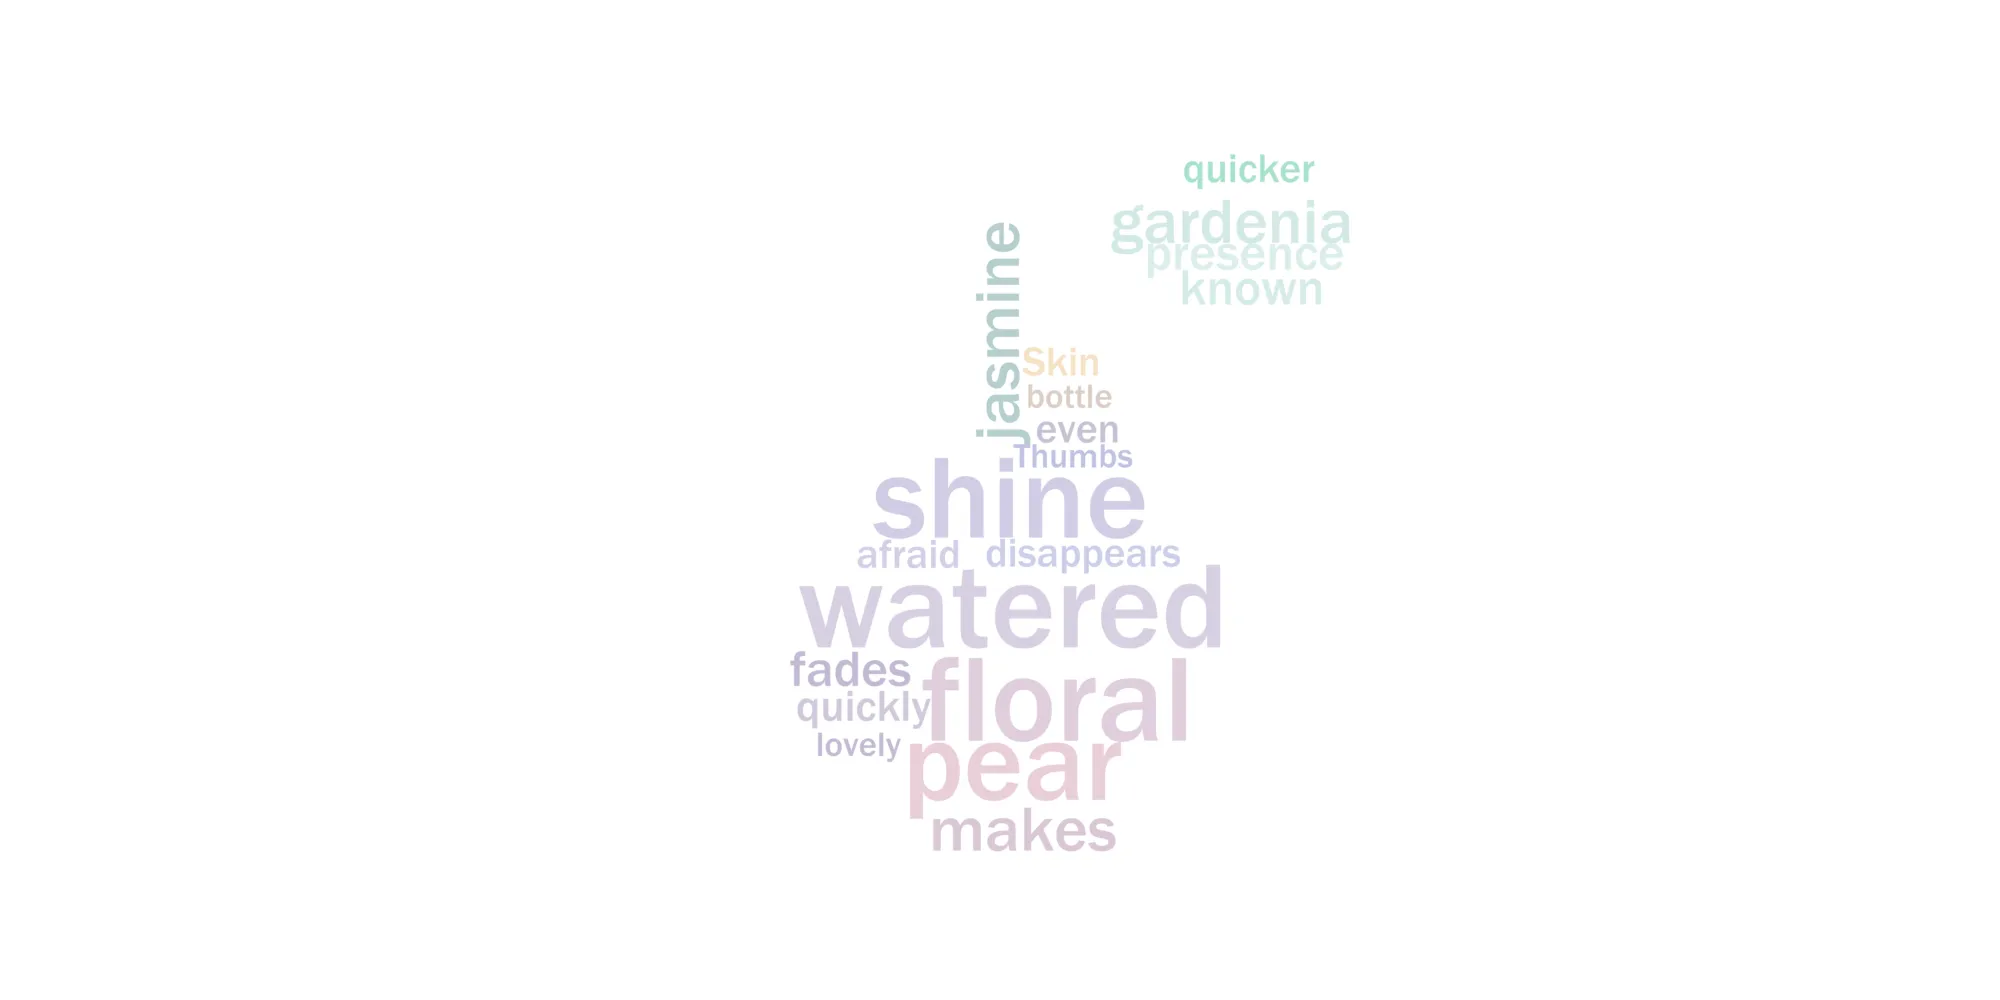 quicker
gardenia
presence
known
jasmine
Skin
bottle
even
Thumbs
shine
afraid disappears
watered
fades
floral
quickly
lovely
pear
makes